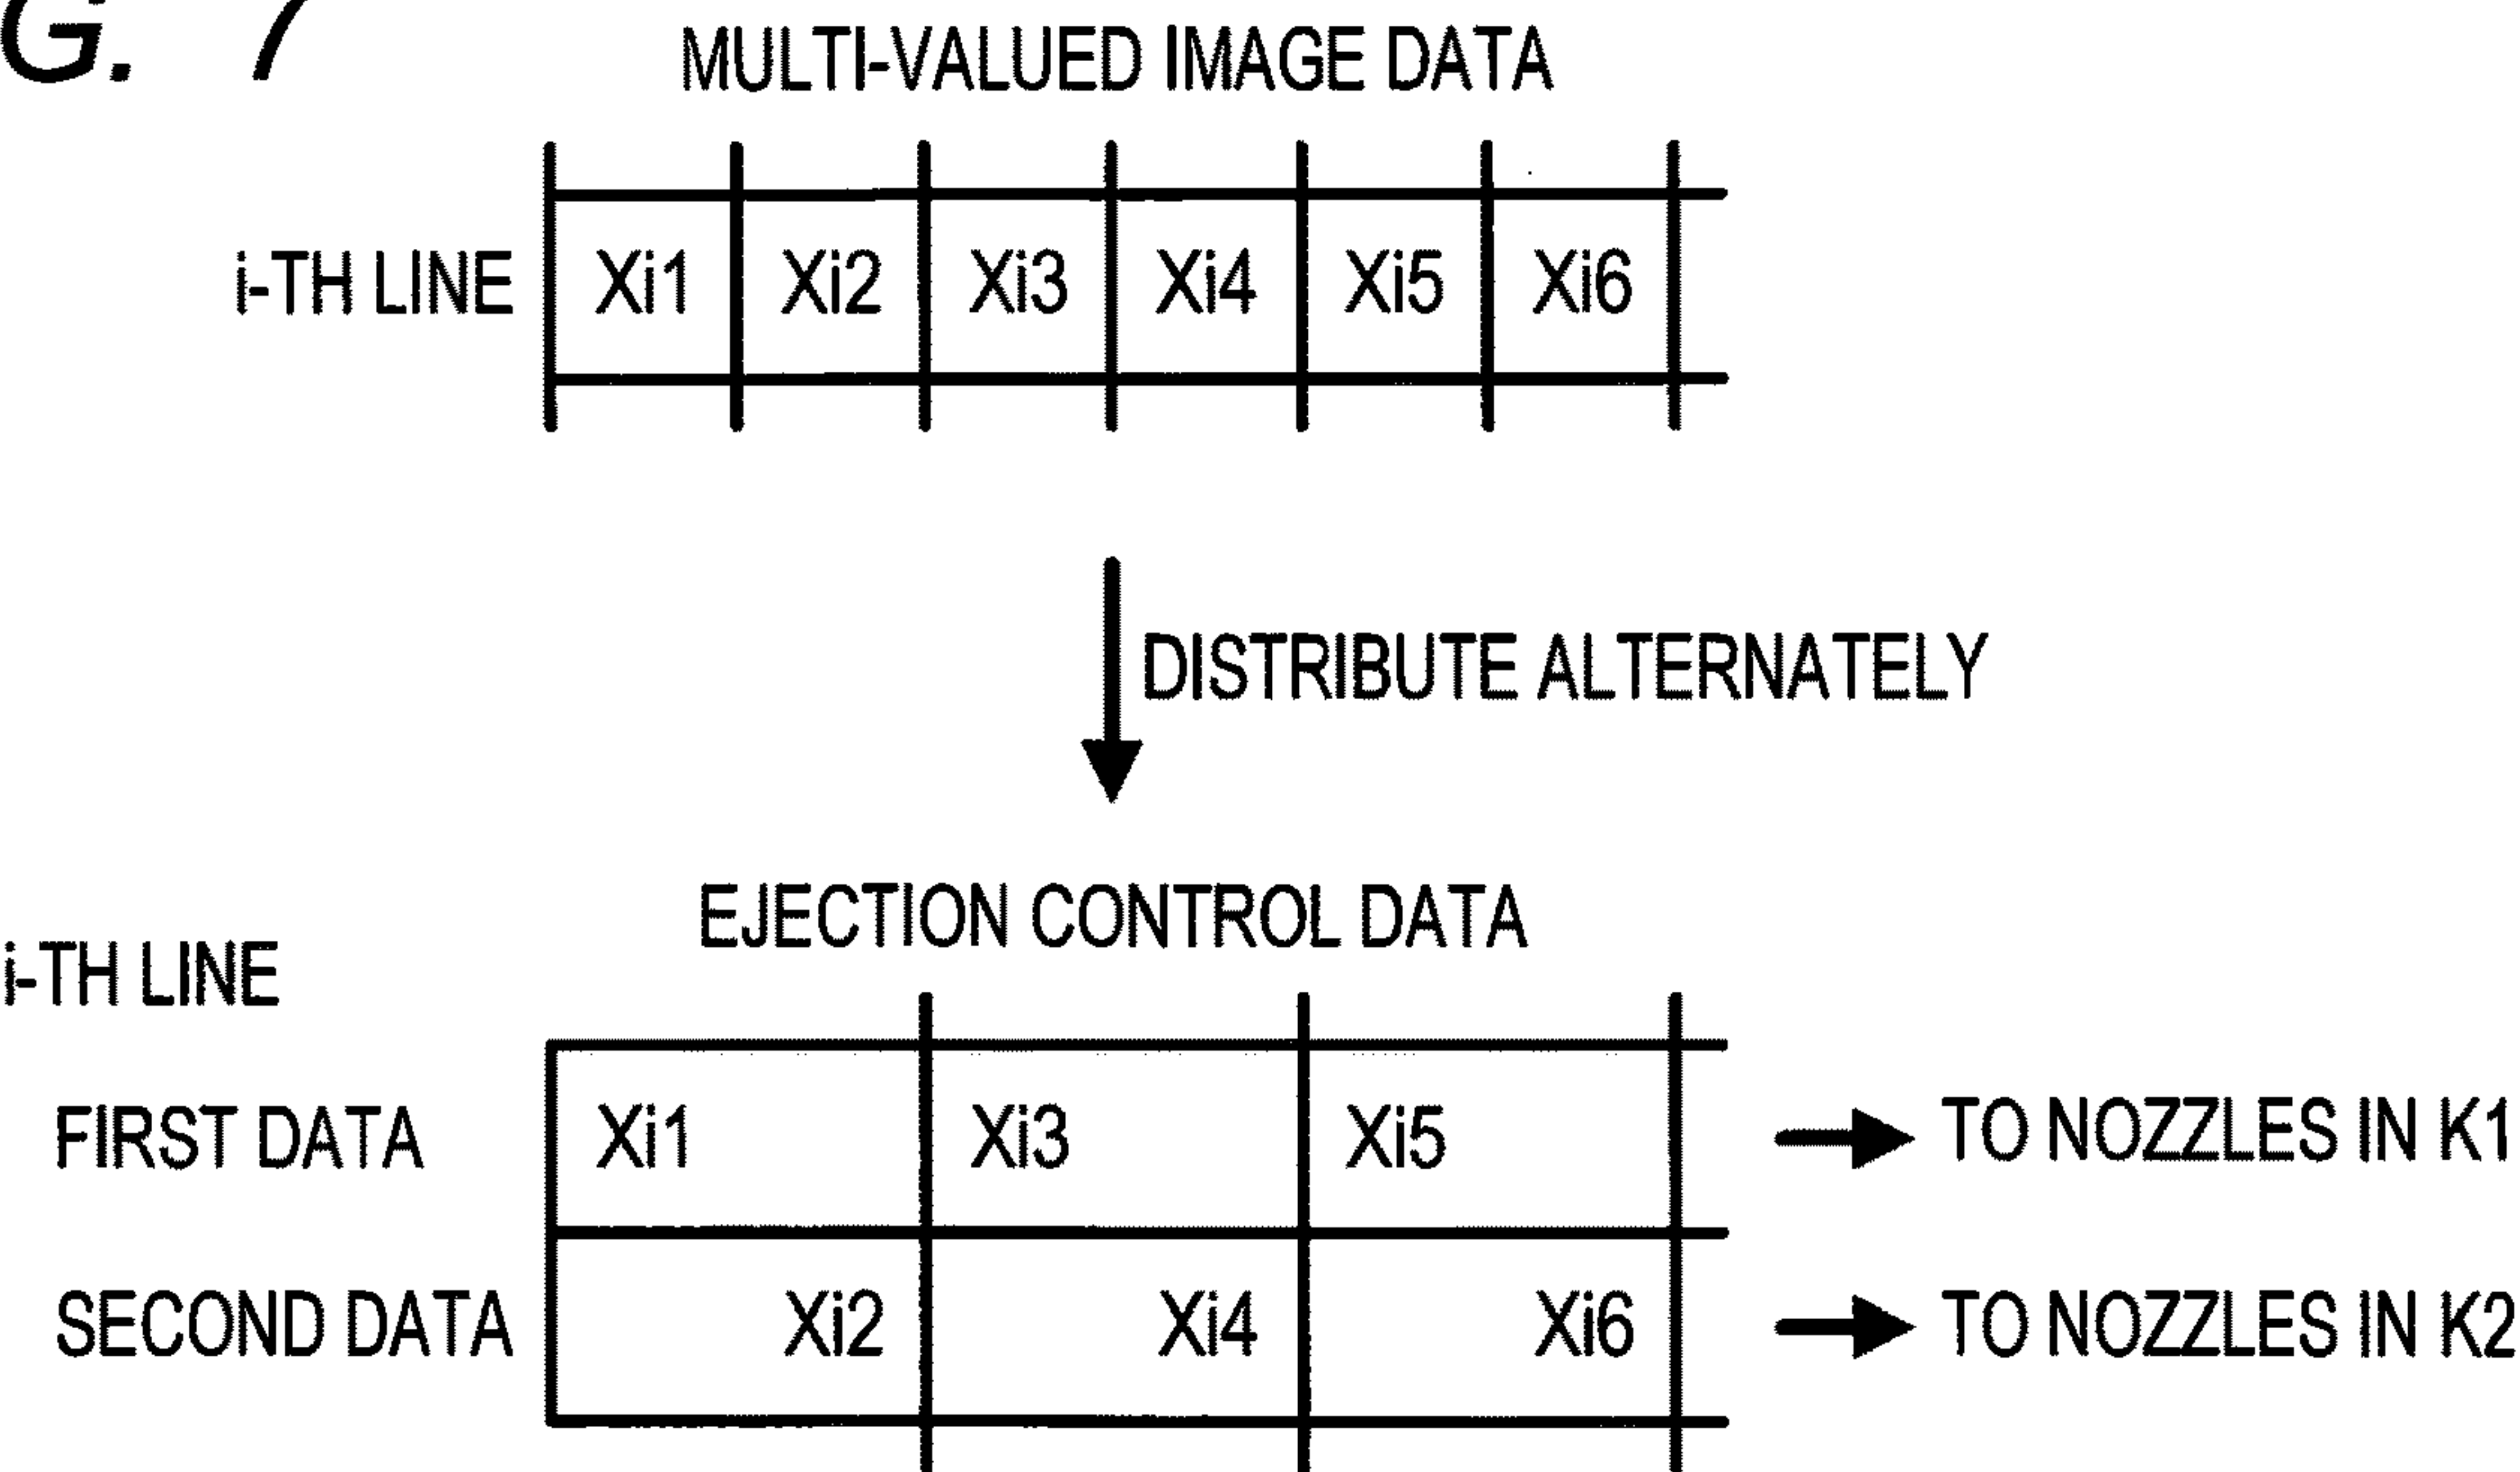 G. 7
MULTI-VALUED IMAGE DATA
i-TH LINE Xi1 Xi2 Xi3 Xi4 Xi5 Xi6
DISTRIBUTE ALTERNATELY
EJECTION CONTROL DATA
i-TH LINE
FIRST DATA Xi1 Xi3 Xi5 TO NOZZLES IN K1
SECOND DATA Xi2 Xi4 Xi6 TO NOZZLES IN K2